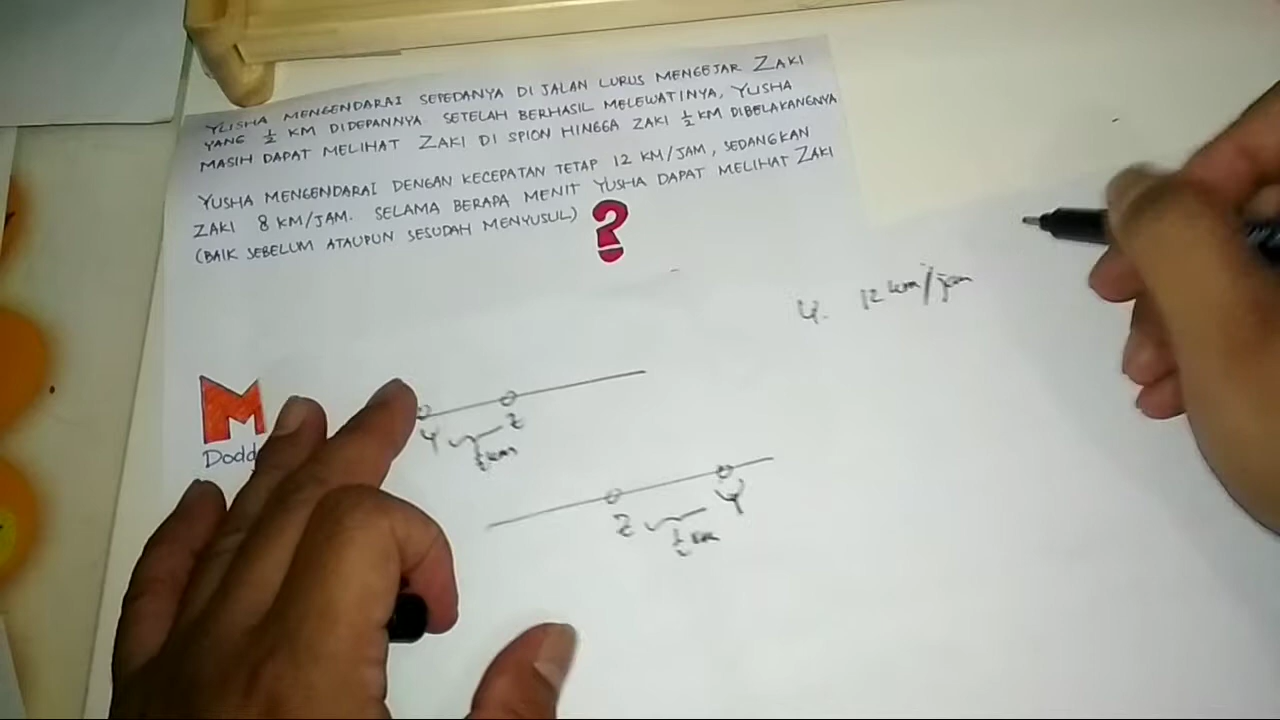 YUSHA MENGENDARAI SEPEDANYA DI JALAN LURUS MENGEJAR ZAKI
YANG 1/2 KM DIDEPANNYA. SETELAH BERHASIL MELEWATINYA, YUSHA
MASIH DAPAT MELIHAT ZAKI DI SPION HINGGA ZAKI 1/2 KM DIBELAKANGNYA
YUSHA MENGENDARAI DENGAN KECEPATAN TETAP 12 KM/JAM, SEDANGKAN
ZAKI 8 KM/JAM. SELAMA BERAPA MENIT YUSHA DAPAT MELIHAT ZAKI
(BAIK SEBELUM ATAUPUN SESUDAH MENYUSUL) ?
Y. 12 km/jam
M
Dodd
Y Z
1/2 km
Z Y
1/2 km